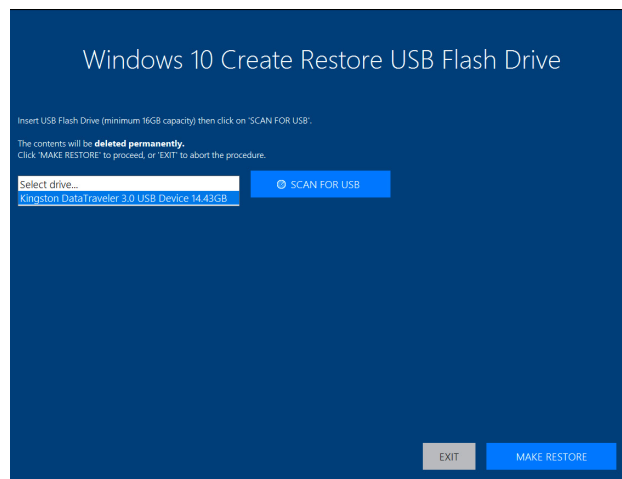 Windows 10 Create Restore USB Flash Drive
Insert USB Flash Drive (minimum 16GB capacity) then click on 'SCAN FOR USB'.
The contents will be deleted permanently.
Click 'MAKE RESTORE' to proceed, or 'EXIT' to abort the procedure.
Select drive...
SCAN FOR USB
Kingston DataTraveler 3.0 USB Device 14.43GB
EXIT
MAKE RESTORE